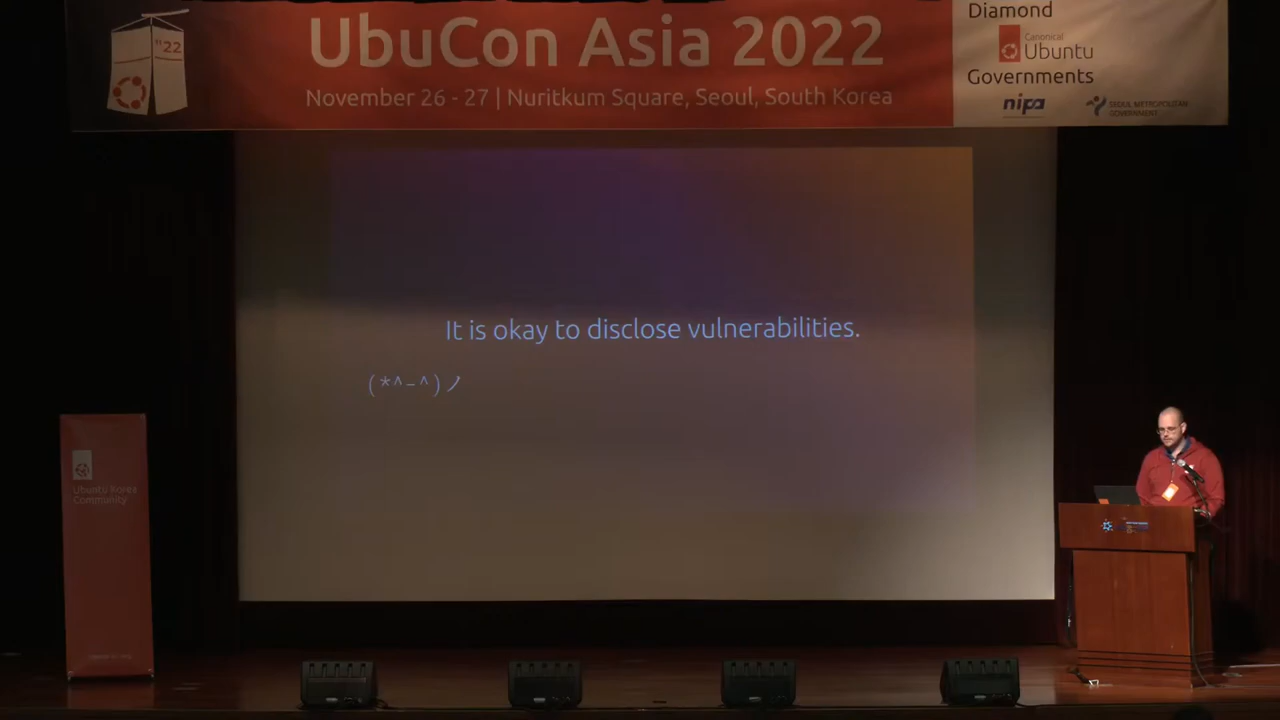 UbuCon Asia 2022
November 26 - 27 | Nuritkum Square, Seoul, South Korea
"22
Diamond
Canonical
Ubuntu
Governments
nipa
SEOUL METROPOLITAN
GOVERNMENT
It is okay to disclose vulnerabilities.
(*^-^)ノ
Ubuntu Korea
Community